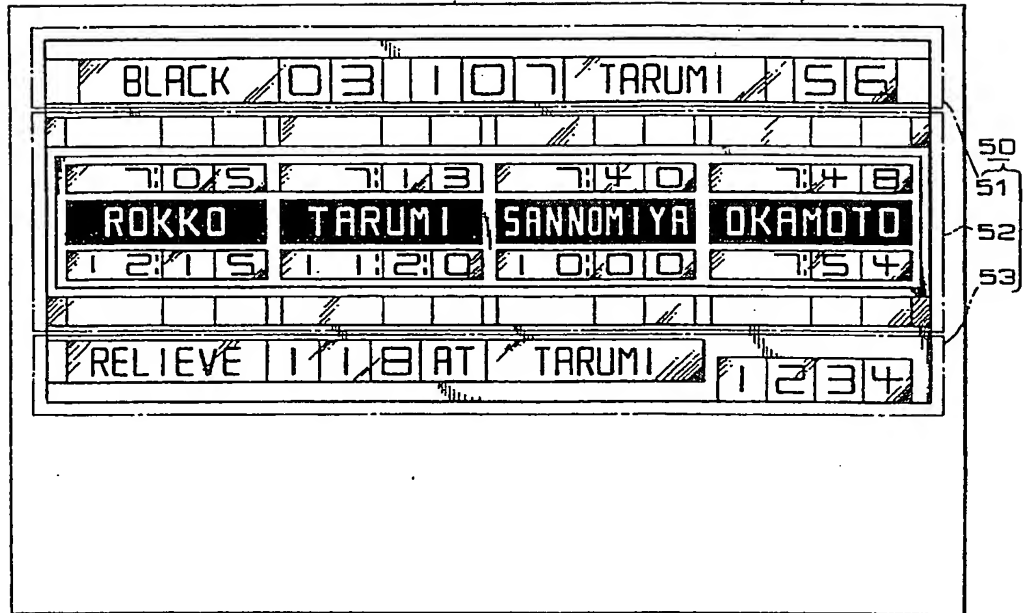 BLACK 03 107 TARUMI 56
7:05 7:13 7:40 7:48
ROKKO TARUMI SANNOMIYA OKAMOTO
12:15 11:20 10:00 7:54
RELIEVE 118 AT TARUMI 1234
50
51
52
53